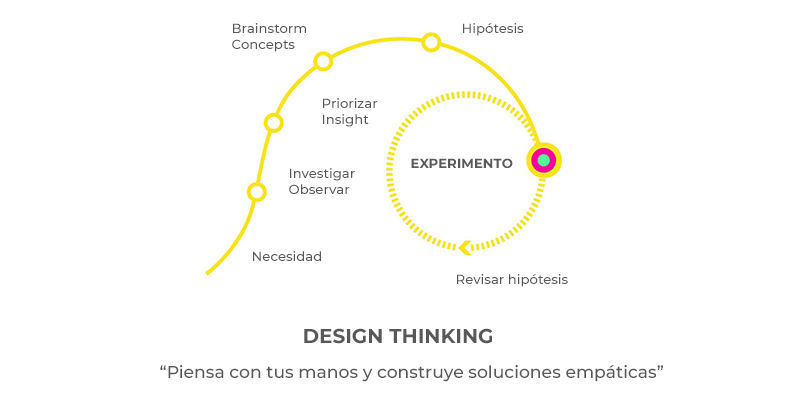 Brainstorm
Concepts
Hipótesis
Priorizar
Insight
EXPERIMENTO
Investigar
Observar
Necesidad
Revisar hipótesis
DESIGN THINKING
“Piensa con tus manos y construye soluciones empáticas”